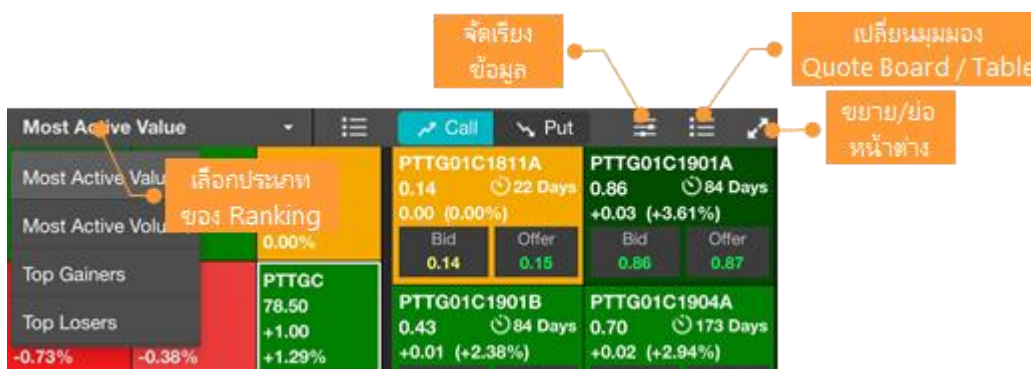 จัดเรียง
ข้อมูล
เปลี่ยนมุมมอง
Quote Board / Table
ขยาย/ย่อ
หน้าต่าง
Most Active Value
Call
Put
Most Active Valu
เลือกประเภท
ของ Ranking
Most Active Volu
Top Gainers
Top Losers
-0.73%
-0.38%
0.00%
PTTGC
78.50
+1.00
+1.29%
PTTG01C1811A
0.14 22 Days
0.00 (0.00%)
Bid Offer
0.14 0.15
PTTG01C1901A
0.86 84 Days
+0.03 (+3.61%)
Bid Offer
0.86 0.87
PTTG01C1901B
0.43 84 Days
+0.01 (+2.38%)
PTTG01C1904A
0.70 173 Days
+0.02 (+2.94%)